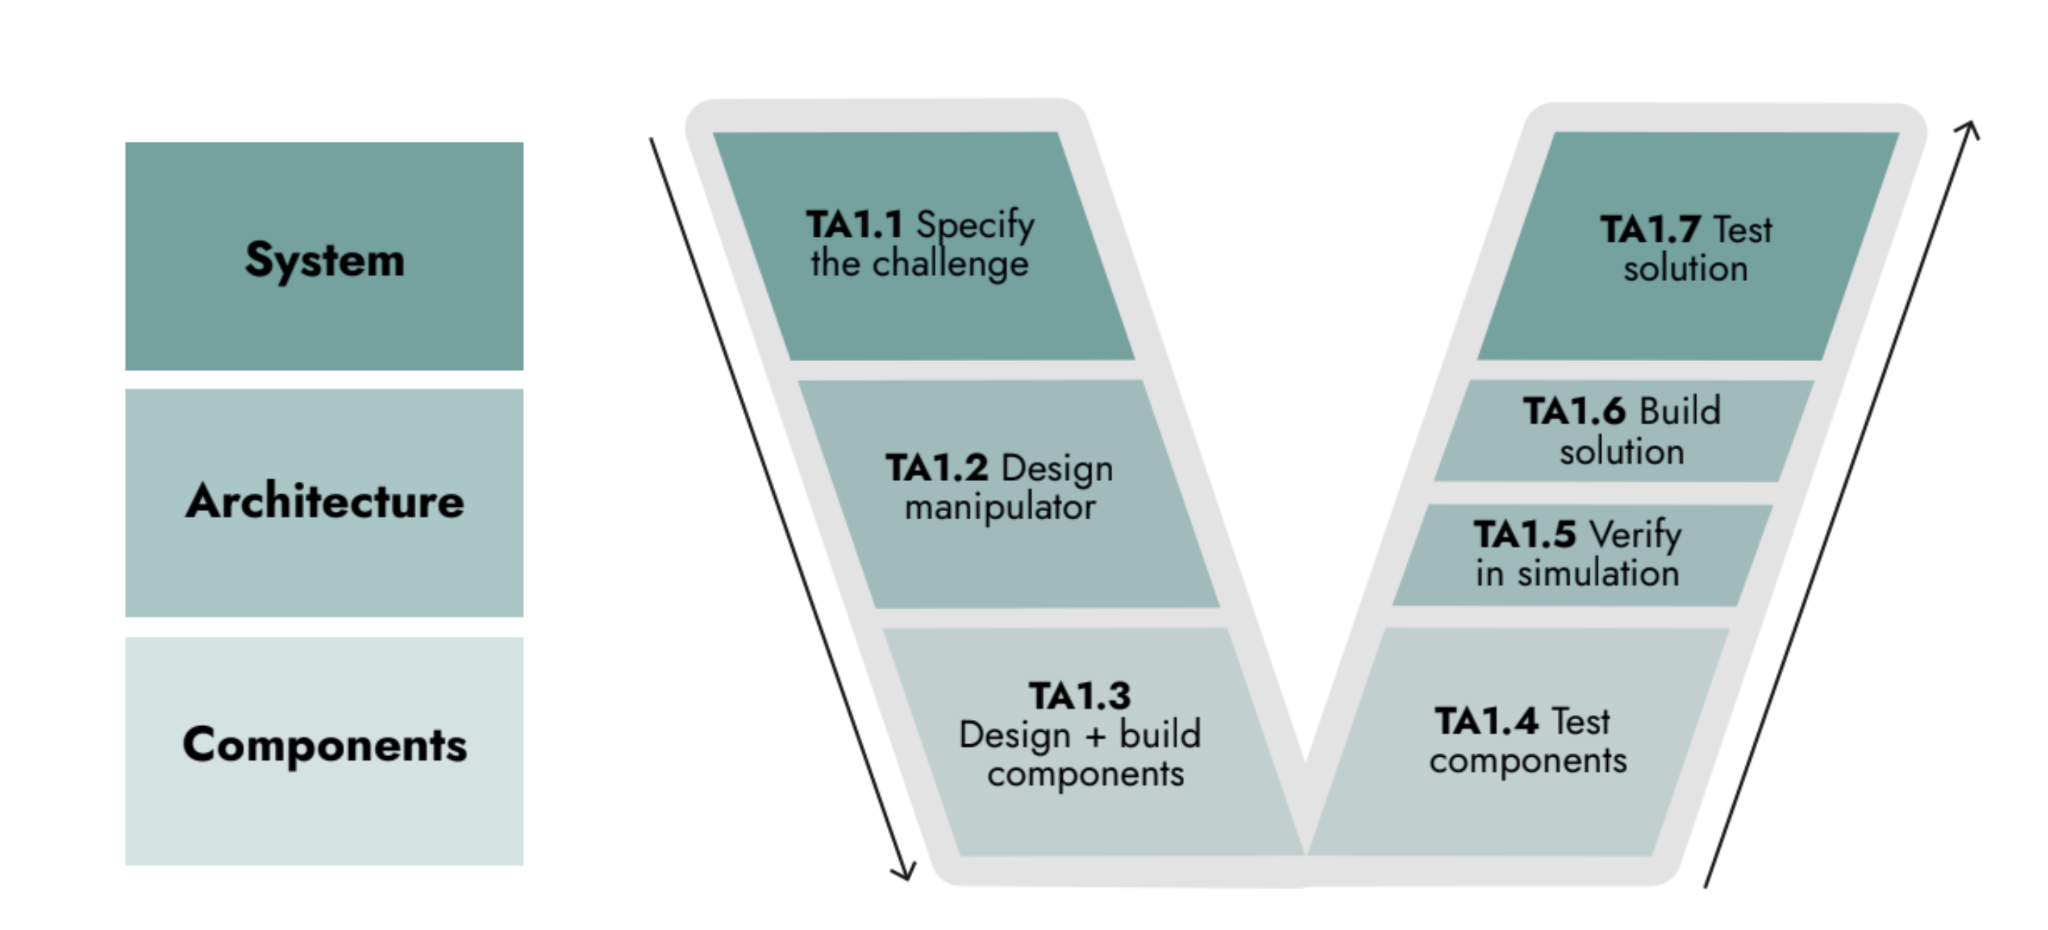 System
Architecture
Components
TA1.1 Specify
the challenge
TA1.2 Design
manipulator
TA1.3
Design + build
components
TA1.7 Test
solution
TA1.6 Build
solution
TA1.5 Verify
in simulation
TA1.4 Test
components